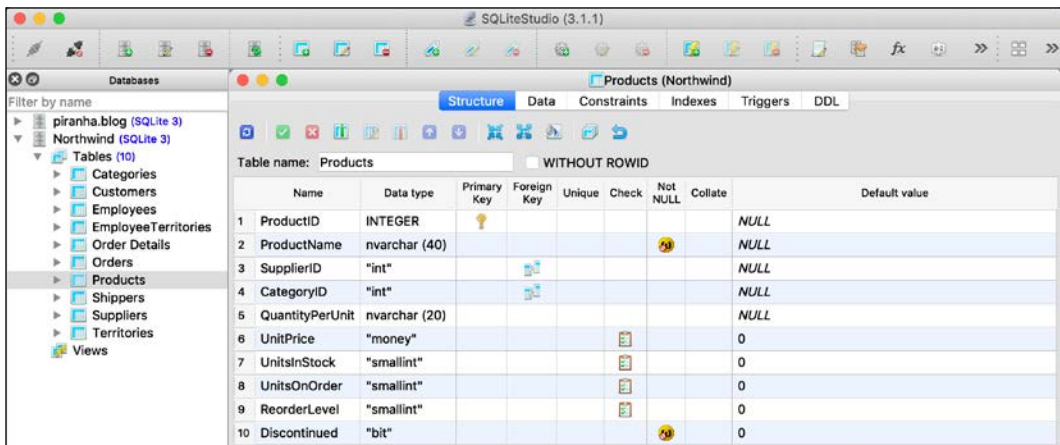 SQLiteStudio (3.1.1)
fx
Databases
Filter by name
piranha.blog (SQLite 3)
Northwind (SQLite 3)
Tables (10)
Categories
Customers
Employees
EmployeeTerritories
Order Details
Orders
Products
Shippers
Suppliers
Territories
Views
Products (Northwind)
Structure Data Constraints Indexes Triggers DDL
Table name: Products WITHOUT ROWID
Name Data type Primary Key Foreign Key Unique Check Not NULL Collate Default value
1 ProductID INTEGER NULL
2 ProductName nvarchar (40) NULL
3 SupplierID "int" NULL
4 CategoryID "int" NULL
5 QuantityPerUnit nvarchar (20) NULL
6 UnitPrice "money" 0
7 UnitsInStock "smallint" 0
8 UnitsOnOrder "smallint" 0
9 ReorderLevel "smallint" 0
10 Discontinued "bit" 0